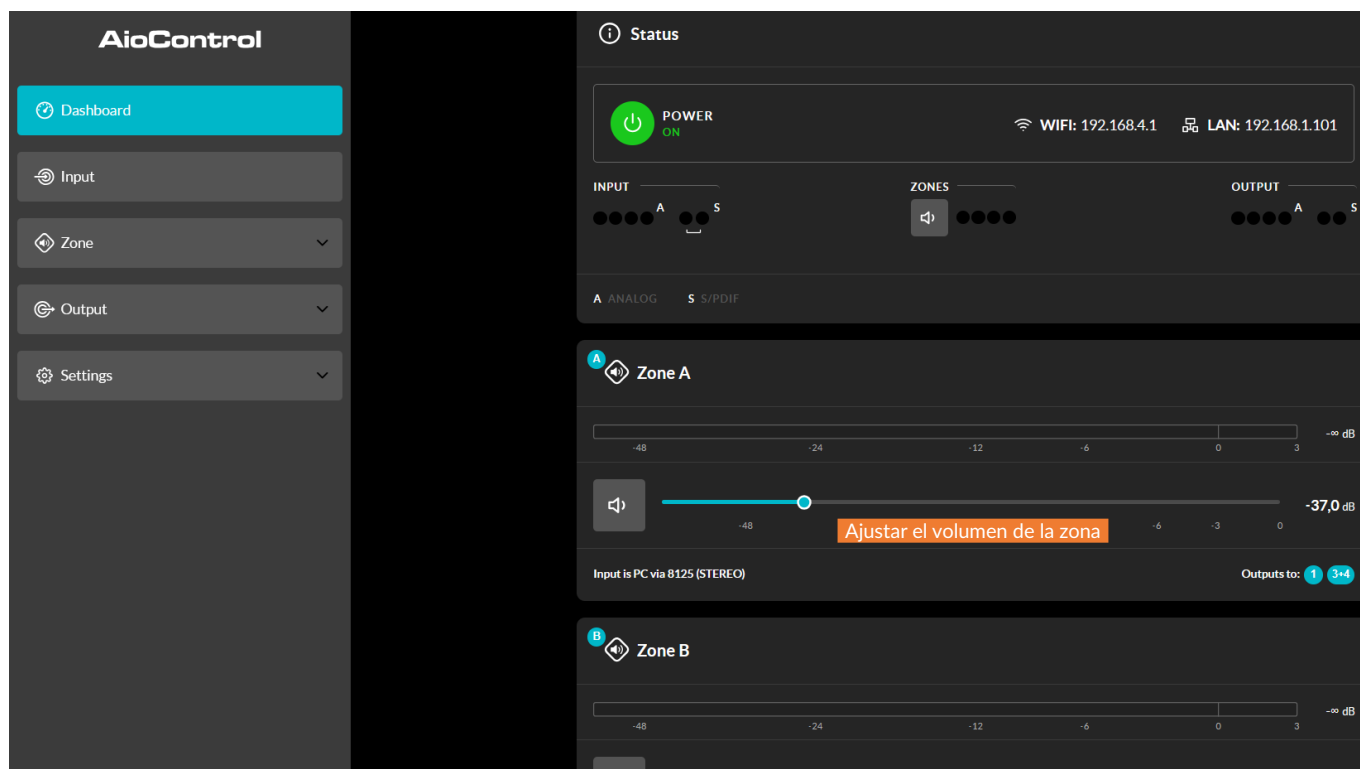 AioControl
Dashboard
Input
Zone
Output
Settings
Status
POWER
ON
WIFI: 192.168.4.1
LAN: 192.168.1.101
INPUT
A
S
ZONES
OUTPUT
A
S
A ANALOG S S/PDIF
A
Zone A
-∞ dB
-48 -24 -12 -6 0 3
-37,0 dB
-48 -6 -3 0
Ajustar el volumen de la zona
Input is PC via 8125 (STEREO)
Outputs to: 1 3+4
B
Zone B
-∞ dB
-48 -24 -12 -6 0 3